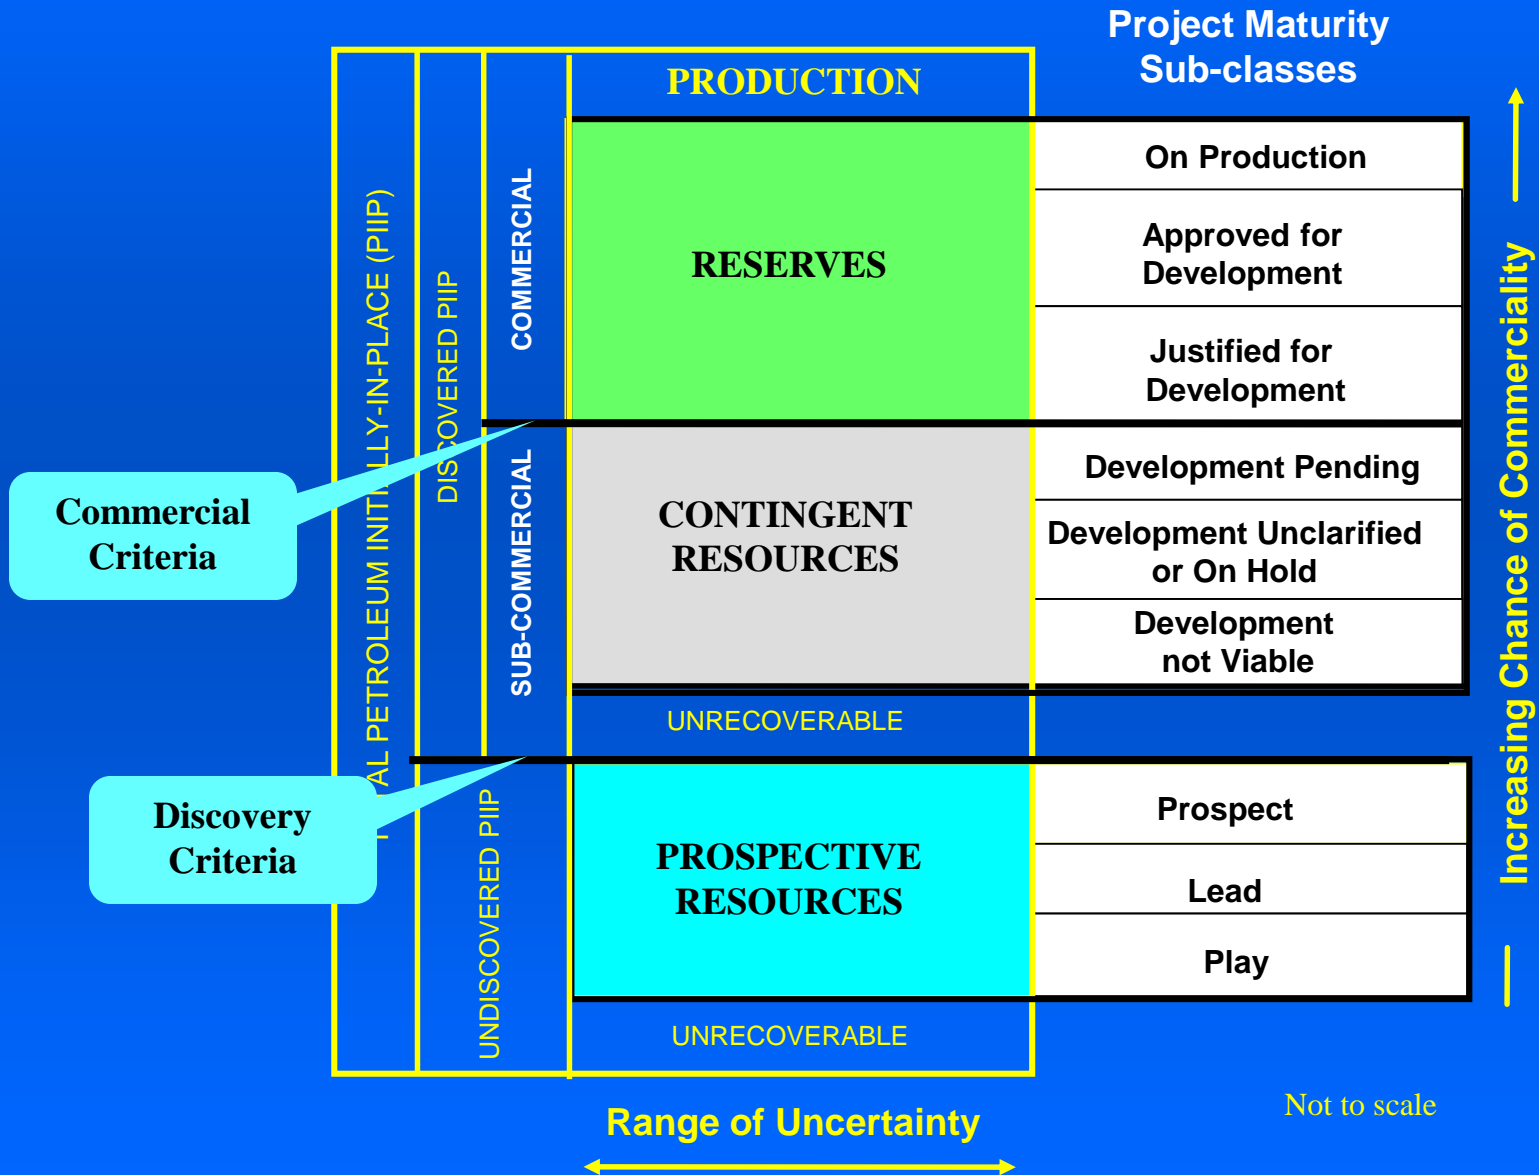 Project Maturity
Sub-classes
PRODUCTION
On Production
Approved for
Development
Justified for
Development
RESERVES
COMMERCIAL
DISCOVERED PIIP
AL PETROLEUM INITIALLY-IN-PLACE (PIIP)
Commercial
Criteria
SUB-COMMERCIAL
CONTINGENT
RESOURCES
Development Pending
Development Unclarified
or On Hold
Development
not Viable
UNRECOVERABLE
Discovery
Criteria
UNDISCOVERED PIIP
PROSPECTIVE
RESOURCES
Prospect
Lead
Play
UNRECOVERABLE
Increasing Chance of Commerciality
Range of Uncertainty
Not to scale